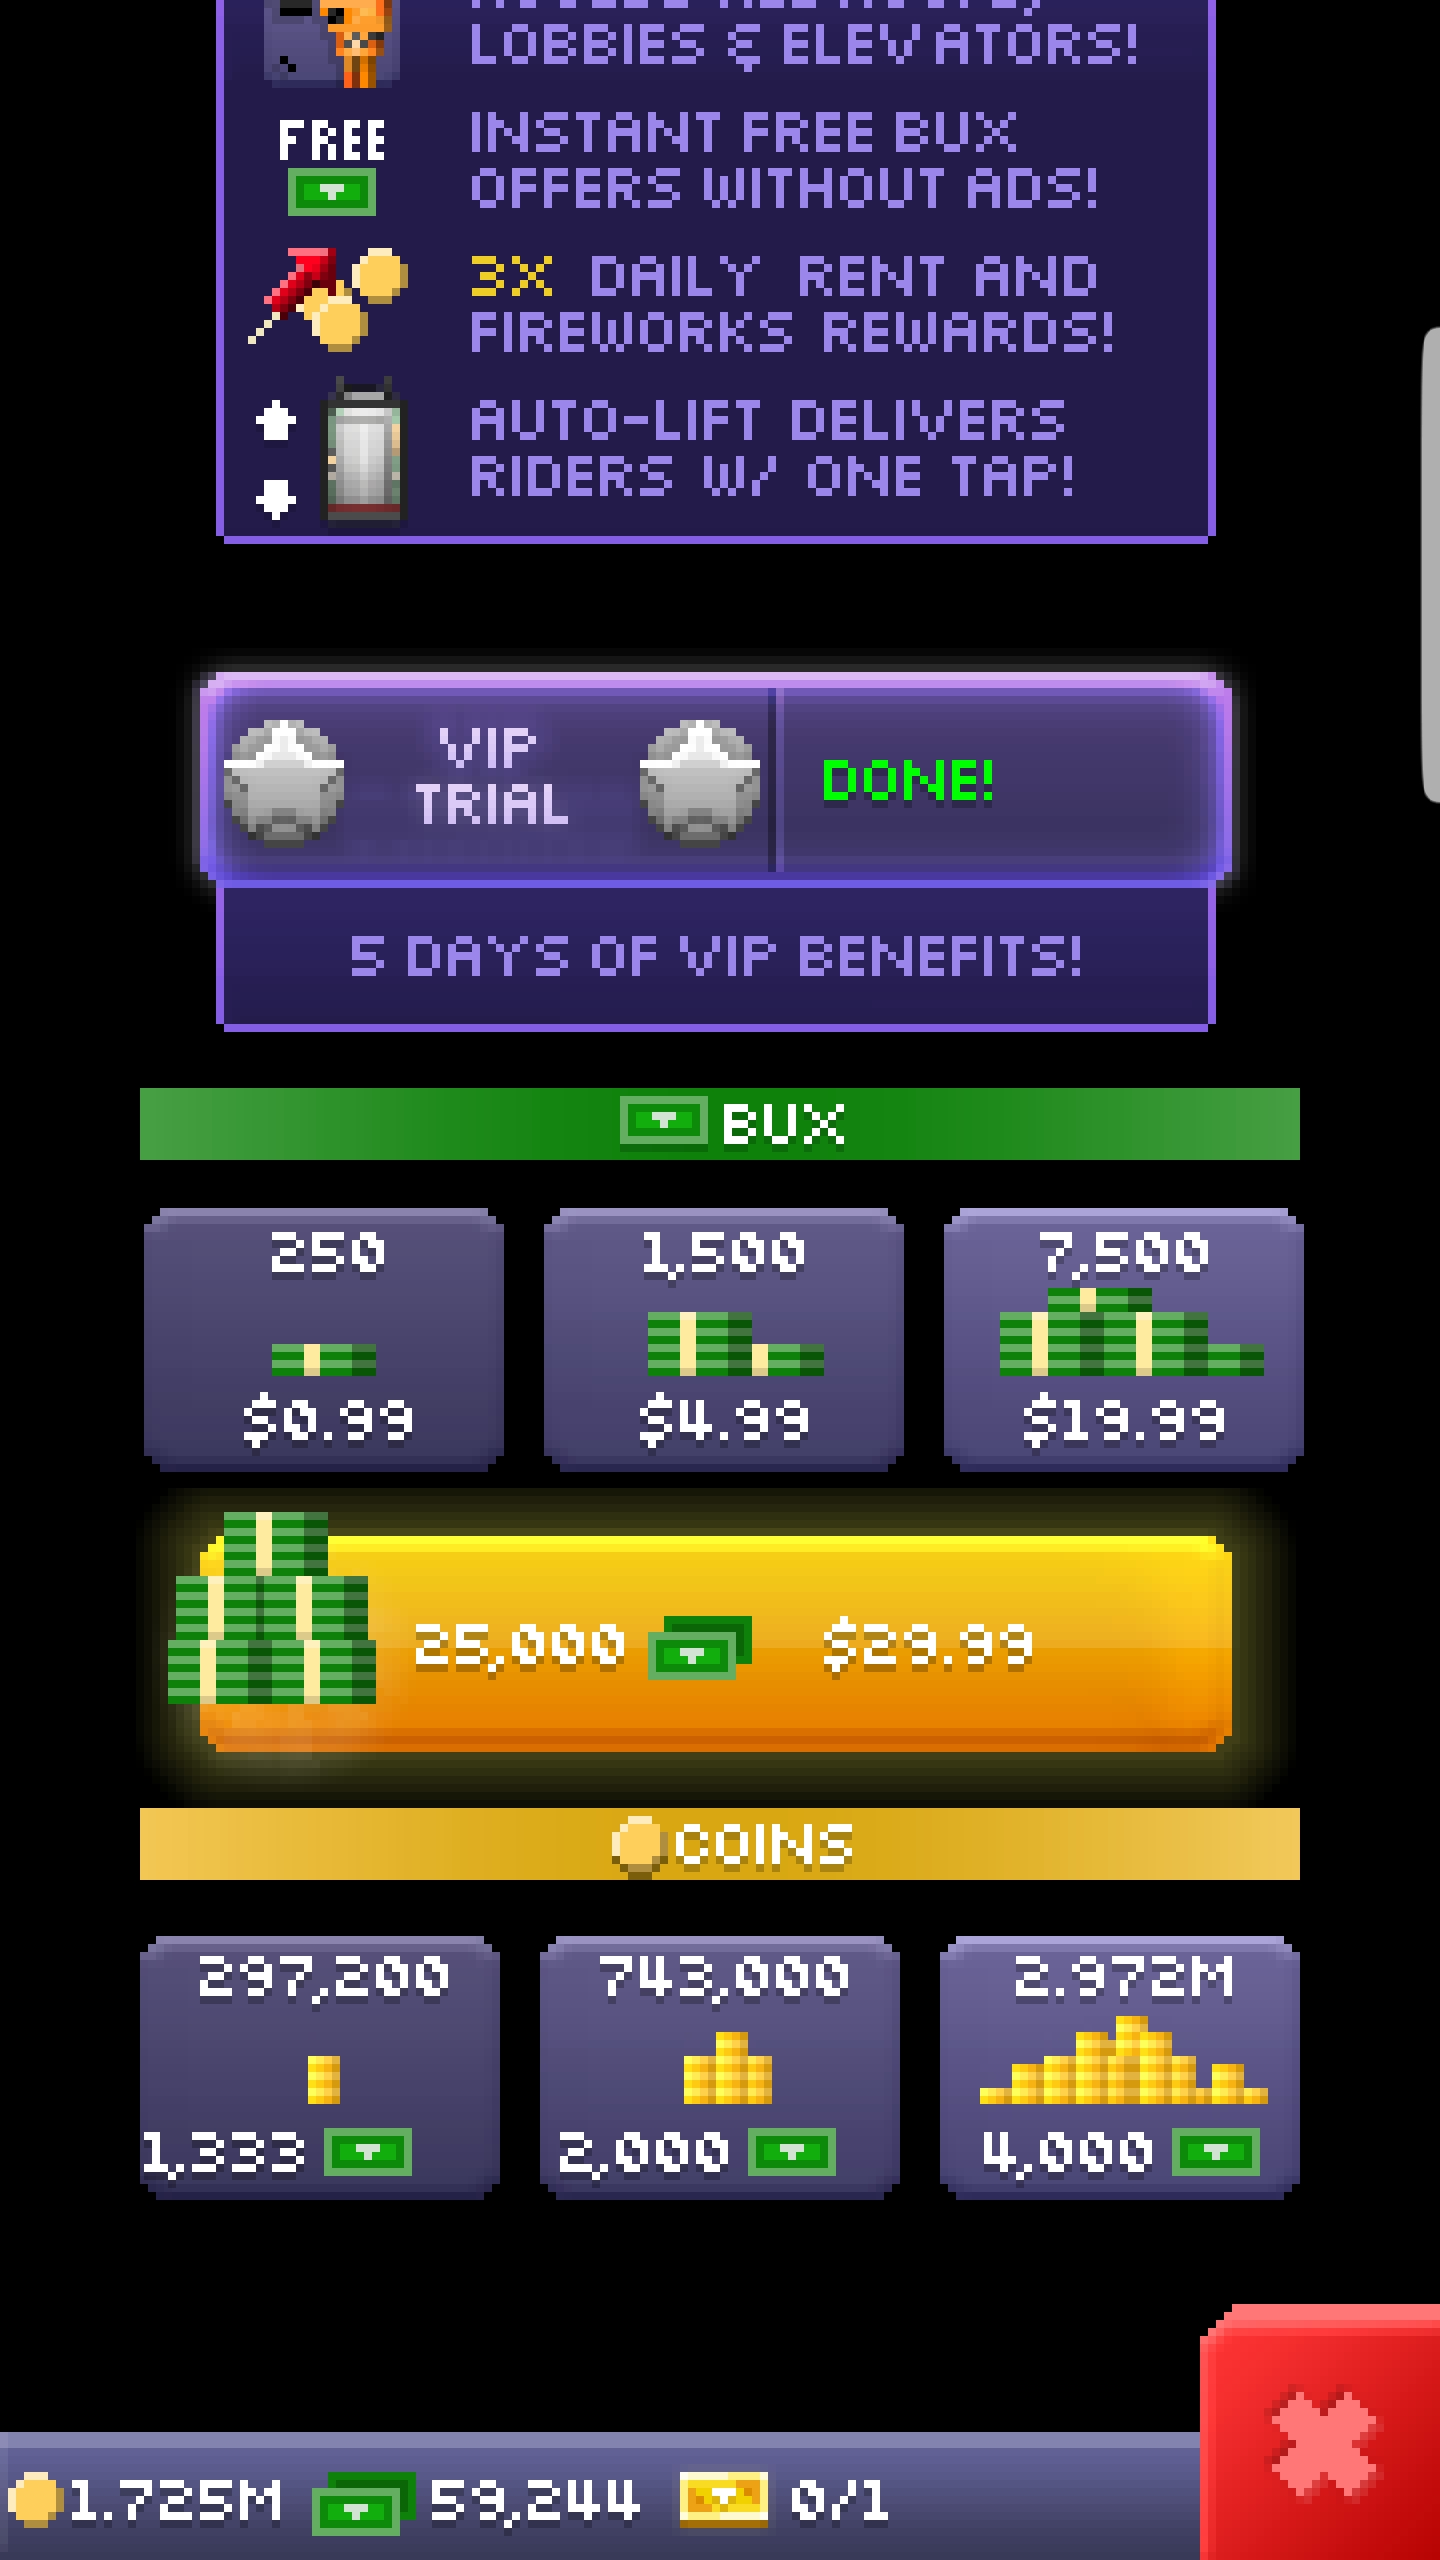 LOBBIES & ELEVATORS!
FREE
INSTANT FREE BUX
OFFERS WITHOUT ADS!
3X DAILY RENT AND
FIREWORKS REWARDS!
AUTO-LIFT DELIVERS
RIDERS W/ ONE TAP!
VIP
TRIAL
DONE!
5 DAYS OF VIP BENEFITS!
BUX
250
1,500
7,500
$0.99
$4.99
$19.99
25,000
$29.99
COINS
297,200
743,000
2.972M
1,333
2,000
4,000
1.725M
59,244
0/1